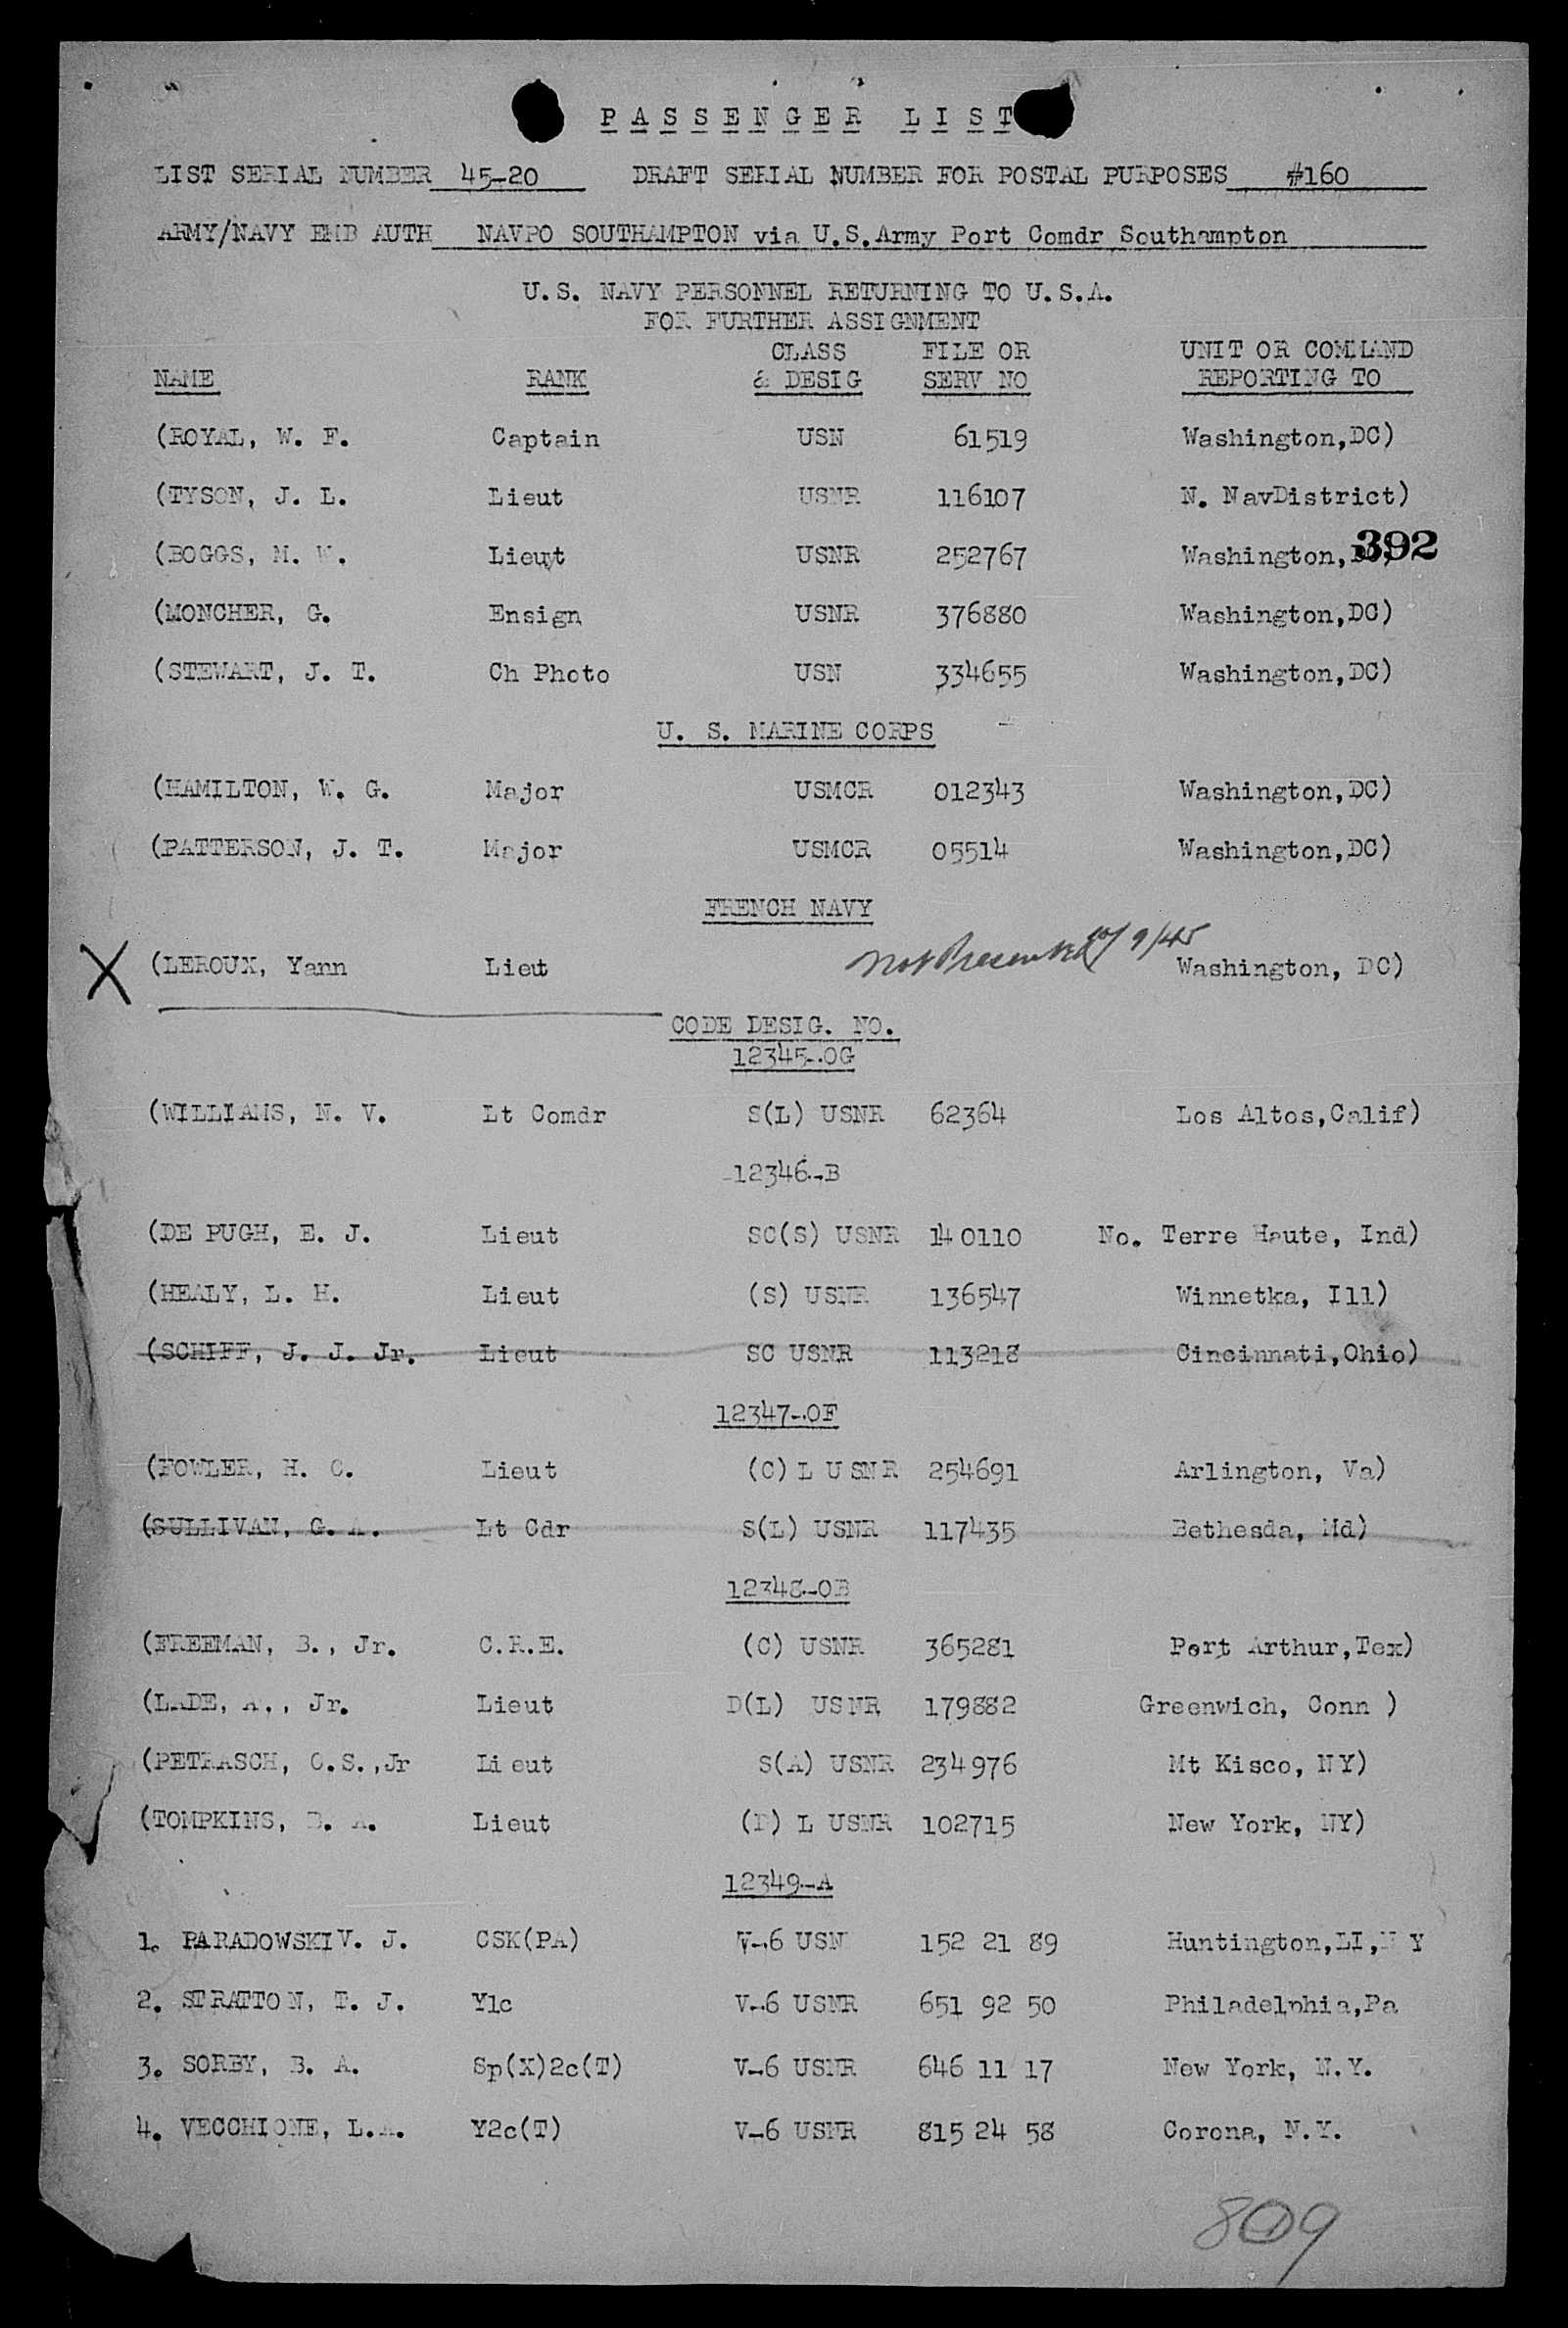 PASSENGER LIST
LIST SERIAL NUMBER 45-20 DRAFT SERIAL NUMBER FOR POSTAL PURPOSES #160
ARMY/NAVY EMB AUTH NAVPO SOUTHAMPTON via U.S.Army Port Comdr Southampton
U.S. NAVY PERSONNEL RETURNING TO U.S.A.
FOR FURTHER ASSIGNMENT
CLASS FILE OR UNIT OR COMMAND
NAME RANK & DESIG SERV NO REPORTING TO
(ROYAL, W. F. Captain USN 61519 Washington,DC)
(TYSON, J. L. Lieut USNR 116107 N. NavDistrict)
(BOGGS, M. W. Lieut USNR 252767 Washington,DC)
392
(MONCHER, G. Ensign USNR 376880 Washington,DC)
(STEWART, J. T. Ch Photo USN 334655 Washington,DC)
U. S. MARINE CORPS
(HAMILTON, W. G. Major USMCR 012343 Washington,DC)
(PATTERSON, J. T. Major USMCR 05514 Washington,DC)
FRENCH NAVY
Not Presented 10/9/45
X (LEROUX, Yann Lieut Washington, DC)
CODE DESIG. NO.
12345-OG
(WILLIAMS, N. V. Lt Comdr S(L) USNR 62364 Los Altos,Calif)
12346-B
(DE PUGH, E. J. Lieut SC(S) USNR 140110 No. Terre Haute, Ind)
(HEALY, L. H. Lieut (S) USNR 136547 Winnetka, Ill)
(SCHIFF, J. J. Jr. Lieut SC USNR 113218 Cincinnati,Ohio)
12347-OF
(FOWLER, H. C. Lieut (C) L USNR 254691 Arlington, Va)
(SULLIVAN, G. A. Lt Cdr S(L) USNR 117435 Bethesda, Md)
12348-OB
(FREEMAN, B., Jr. C.R.E. (C) USNR 365281 Port Arthur,Tex)
(LADE, A., Jr. Lieut D(L) USNR 179882 Greenwich, Conn )
(PETRASCH, C.S.,Jr Lieut S(A) USNR 234976 Mt Kisco, NY)
(TOMPKINS, B. A. Lieut (D) L USNR 102715 New York, NY)
12349-A
1. PARADOWSKI V. J. CSK(PA) V-6 USN 152 21 89 Huntington,LI,N Y
2. STRATTON, T. J. Y1c V-6 USNR 651 92 50 Philadelphia,Pa
3. SORBY, B. A. Sp(X)2c(T) V-6 USNR 646 11 17 New York, N.Y.
4. VECCHIONE, L.A. Y2c(T) V-6 USNR 815 24 58 Corona, N.Y.
809